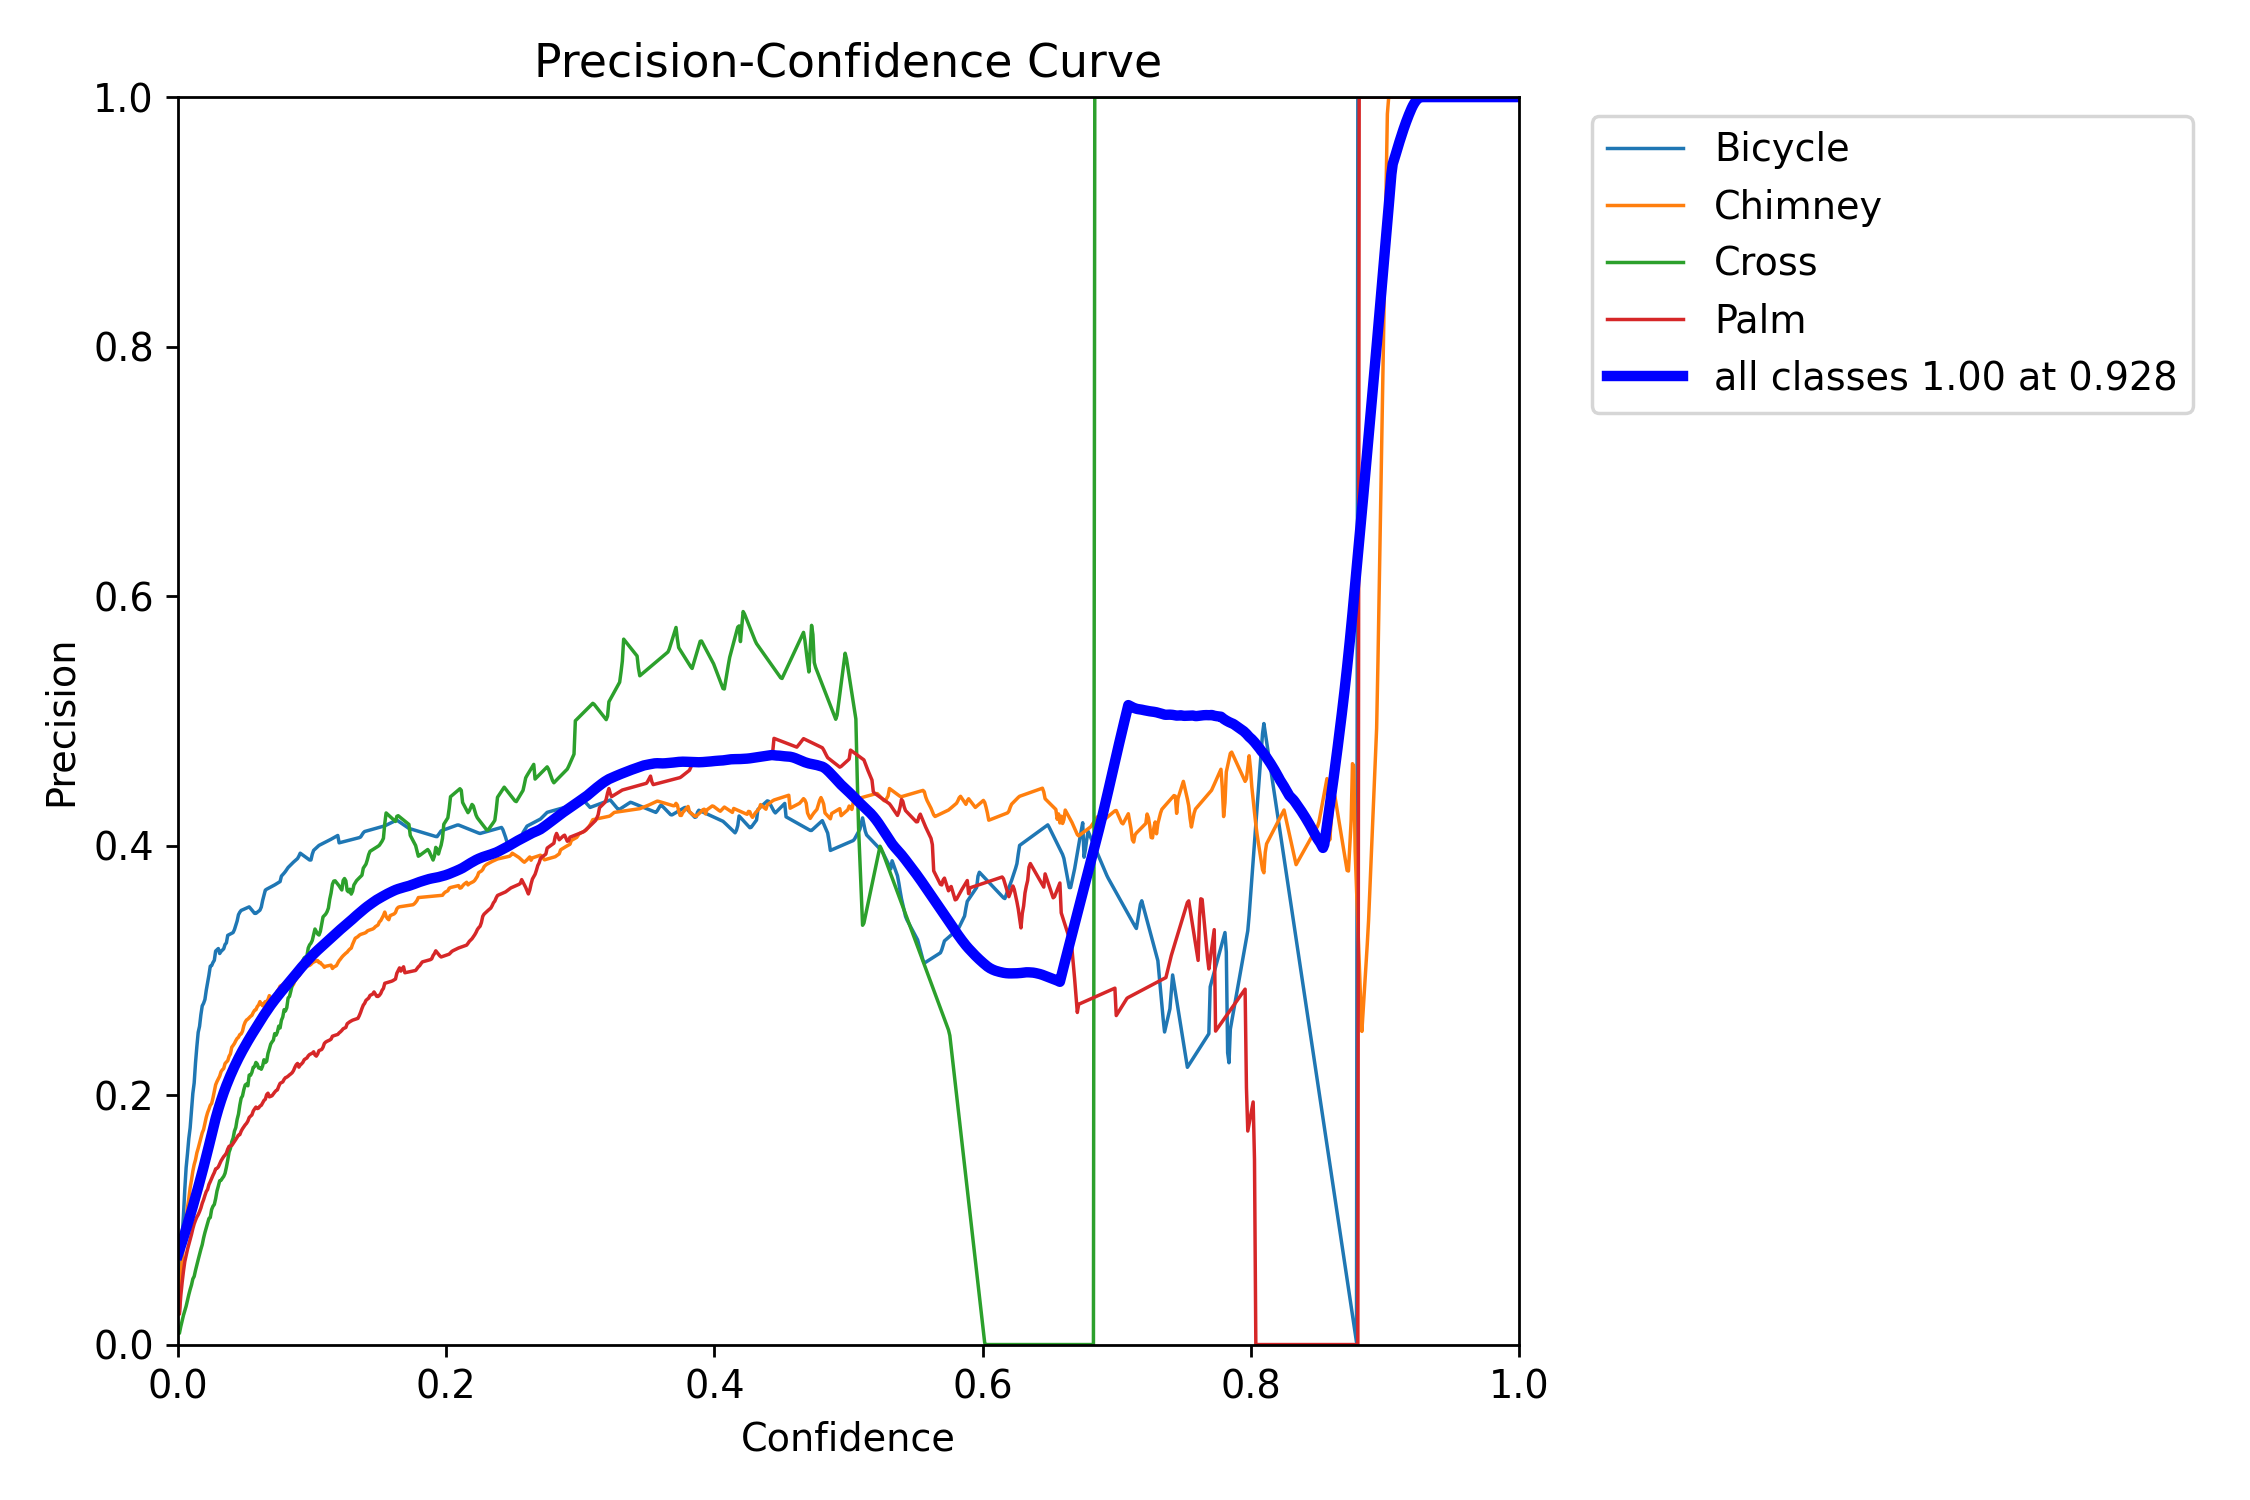 Precision-Confidence Curve
1.0
0.8
0.6
0.4
0.2
0.0
Precision
0.0 0.2 0.4 0.6 0.8 1.0
Confidence
Bicycle
Chimney
Cross
Palm
all classes 1.00 at 0.928